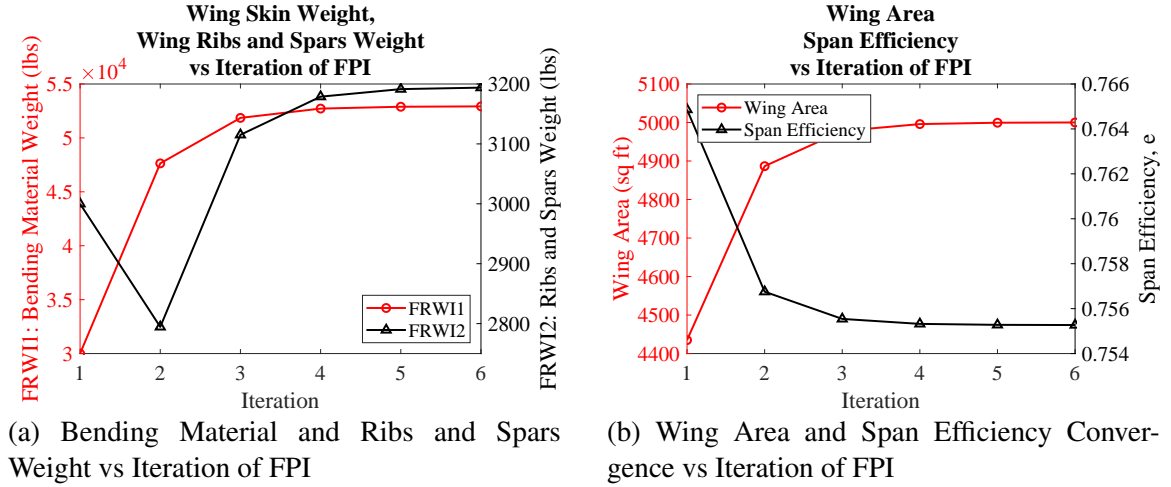 Wing Skin Weight,
Wing Ribs and Spars Weight
vs Iteration of FPI
×10⁴
FRWI1: Bending Material Weight (lbs)
5.5
5
4.5
4
3.5
3
3200
3100
3000
2900
2800
FRWI2: Ribs and Spars Weight (lbs)
FRWI1
FRWI2
1 2 3 4 5 6
Iteration
(a) Bending Material and Ribs and Spars
Weight vs Iteration of FPI
Wing Area
Span Efficiency
vs Iteration of FPI
Wing Area (sq ft)
5100
5000
4900
4800
4700
4600
4500
4400
Wing Area
Span Efficiency
0.766
0.764
0.762
0.76
0.758
0.756
0.754
Span Efficiency, e
1 2 3 4 5 6
Iteration
(b) Wing Area and Span Efficiency Conver-
gence vs Iteration of FPI